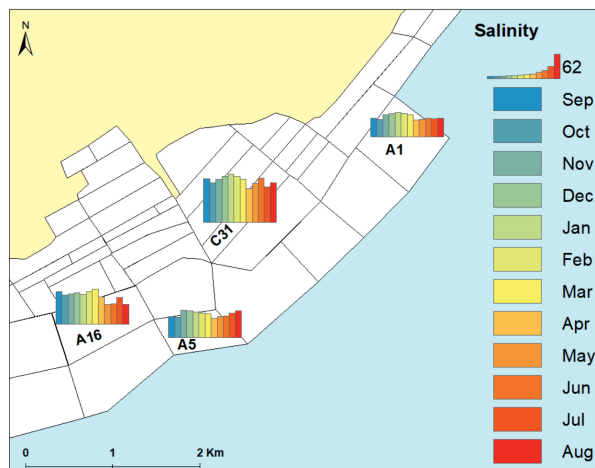 N
Salinity
62
Sep
Oct
Nov
Dec
Jan
Feb
Mar
Apr
May
Jun
Jul
Aug
A1
C31
A16
A5
0 1 2 Km